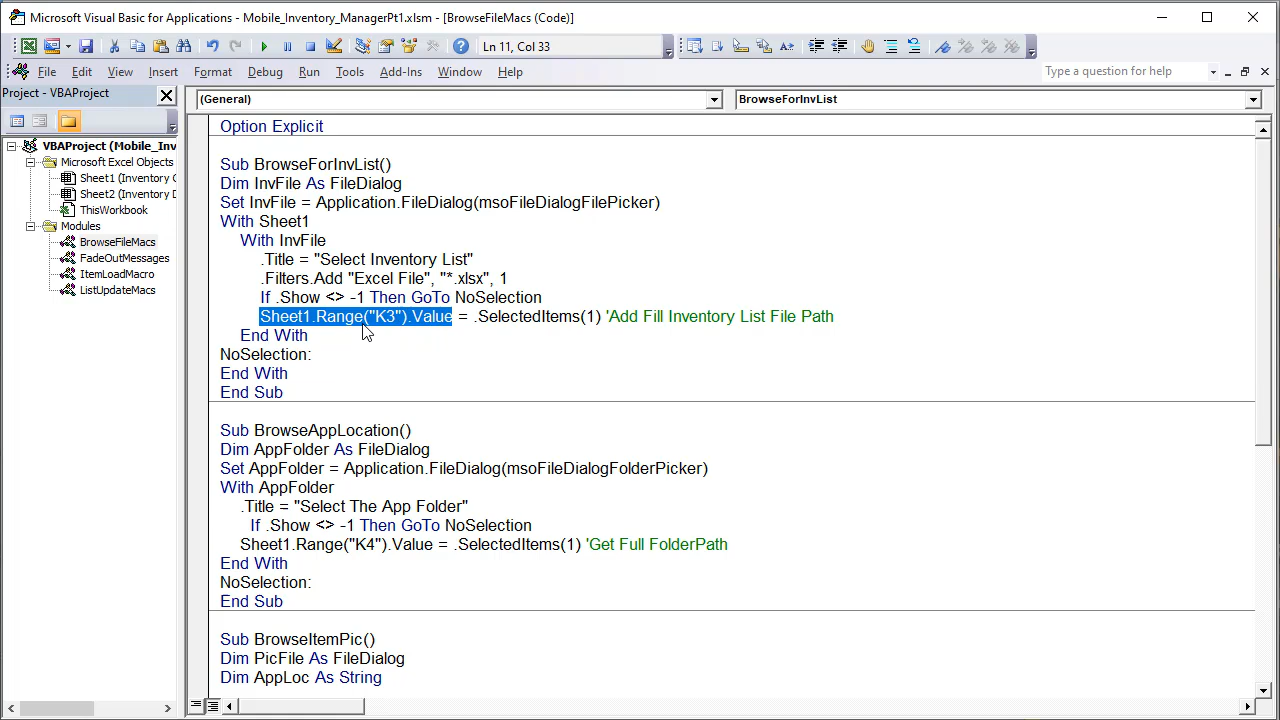 Microsoft Visual Basic for Applications - Mobile_Inventory_ManagerPt1.xlsm - [BrowseFileMacs (Code)]
Ln 11, Col 33
File Edit View Insert Format Debug Run Tools Add-Ins Window Help
Type a question for help
Project - VBAProject
(General)
BrowseForInvList
VBAProject (Mobile_Inv
Microsoft Excel Objects
Sheet1 (Inventory
Sheet2 (Inventory D
ThisWorkbook
Modules
BrowseFileMacs
FadeOutMessages
ItemLoadMacro
ListUpdateMacs
Option Explicit
Sub BrowseForInvList()
Dim InvFile As FileDialog
Set InvFile = Application.FileDialog(msoFileDialogFilePicker)
With Sheet1
With InvFile
.Title = "Select Inventory List"
.Filters.Add "Excel File", "*.xlsx", 1
If .Show <> -1 Then GoTo NoSelection
Sheet1.Range("K3").Value = .SelectedItems(1) 'Add Fill Inventory List File Path
End With
NoSelection:
End With
End Sub
Sub BrowseAppLocation()
Dim AppFolder As FileDialog
Set AppFolder = Application.FileDialog(msoFileDialogFolderPicker)
With AppFolder
.Title = "Select The App Folder"
If .Show <> -1 Then GoTo NoSelection
Sheet1.Range("K4").Value = .SelectedItems(1) 'Get Full FolderPath
End With
NoSelection:
End Sub
Sub BrowseItemPic()
Dim PicFile As FileDialog
Dim AppLoc As String